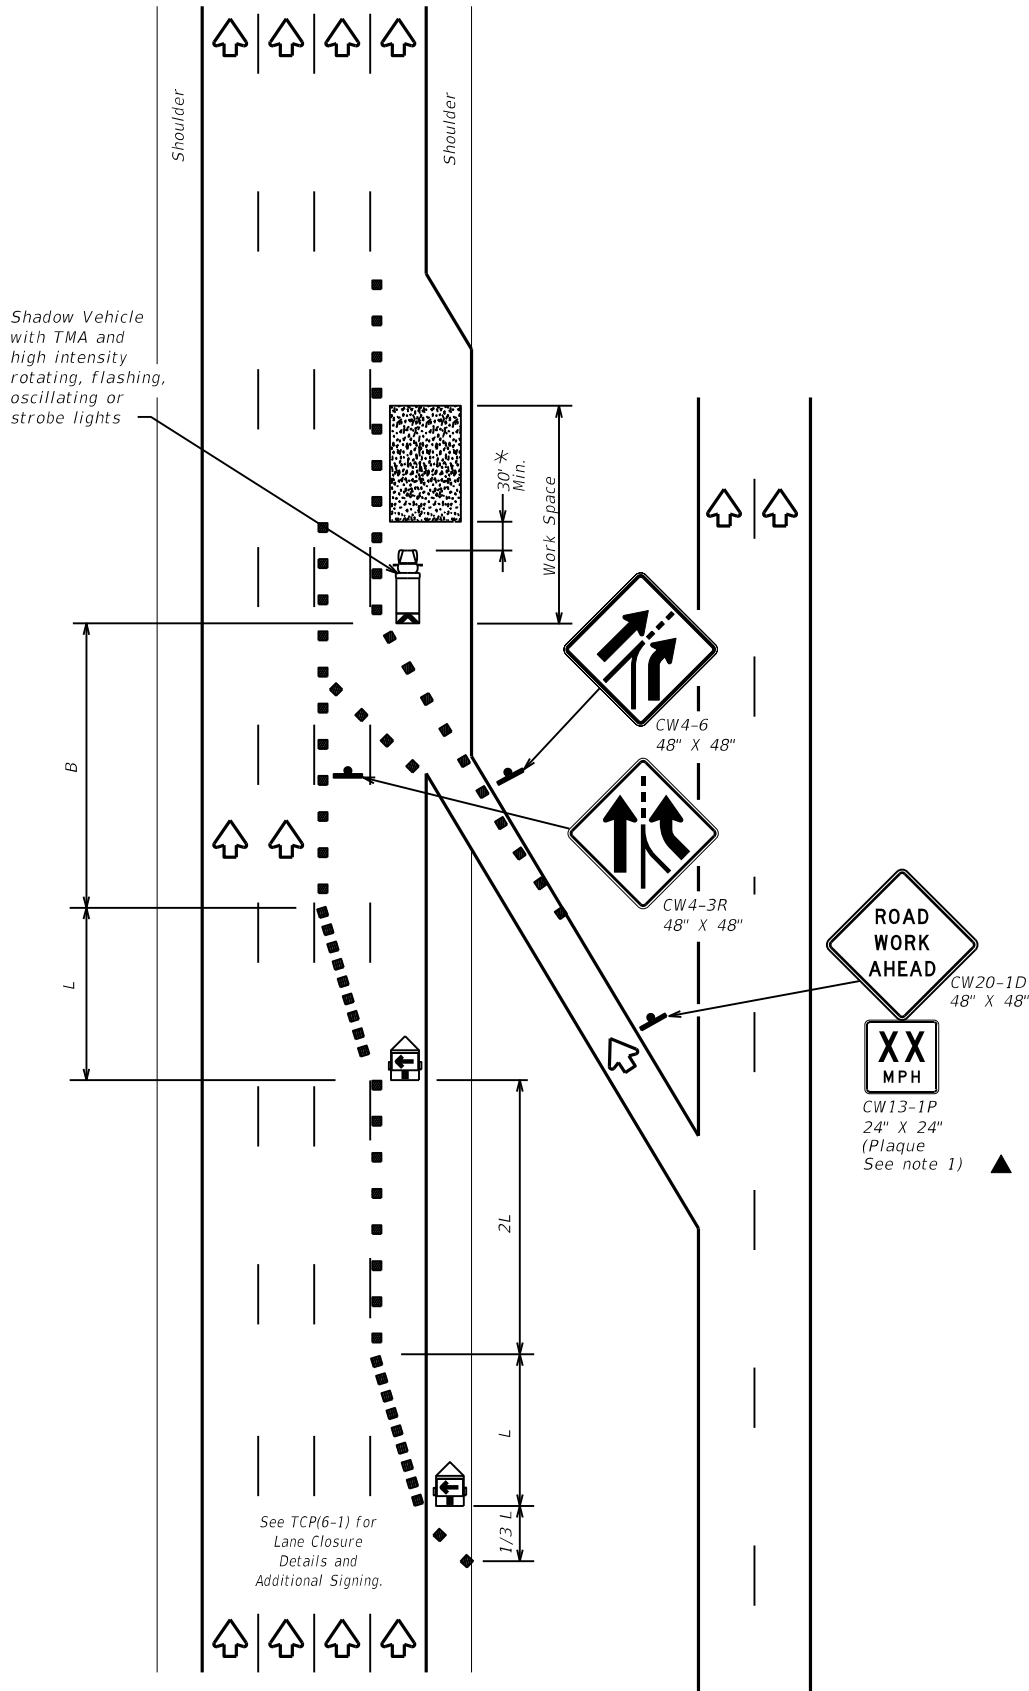 Shoulder
Shoulder
Shadow Vehicle
with TMA and
high intensity
rotating, flashing,
oscillating or
strobe lights
30' *
Min.
Work Space
CW4-6
48" X 48"
B
CW4-3R
48" X 48"
ROAD
WORK
AHEAD
CW20-1D
48" X 48"
L
XX
MPH
CW13-1P
24" X 24"
(Plaque
See note 1)
2L
L
1/3 L
See TCP(6-1) for
Lane Closure
Details and
Additional Signing.